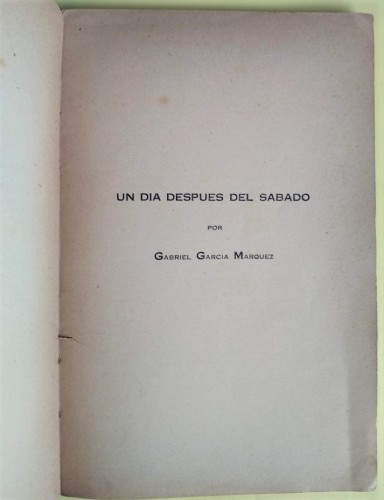 UN DIA DESPUES DEL SABADO
POR
GABRIEL GARCIA MARQUEZ